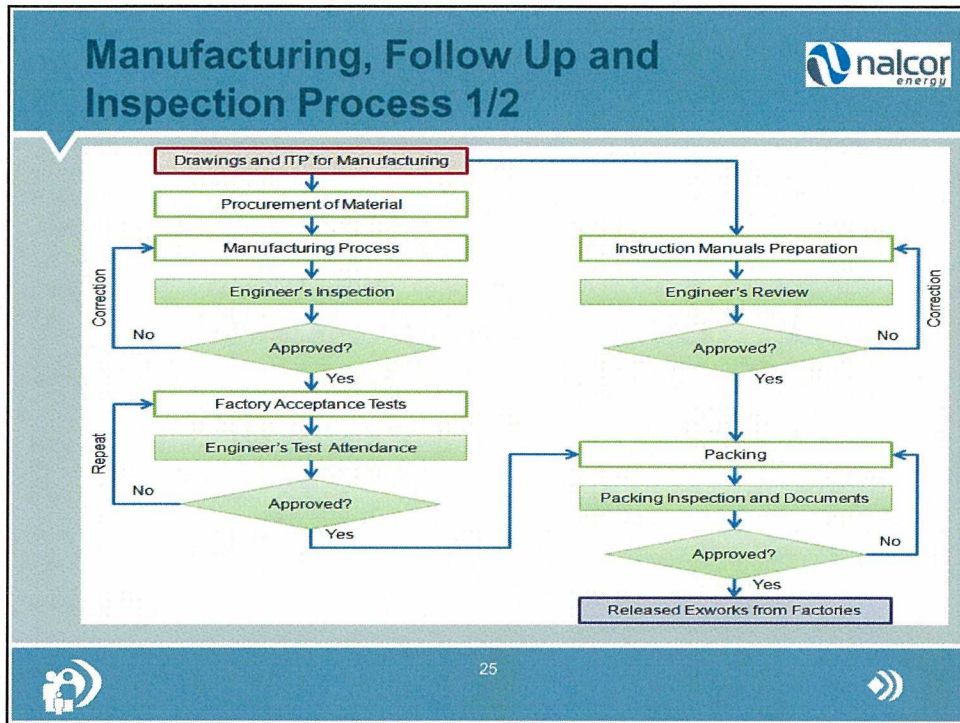 Manufacturing, Follow Up and
Inspection Process 1/2
nalcor
energy
Drawings and ITP for Manufacturing
Procurement of Material
Manufacturing Process
Engineer's Inspection
Approved?
No
Correction
Yes
Factory Acceptance Tests
Engineer's Test Attendance
Approved?
No
Repeat
Yes
Instruction Manuals Preparation
Engineer's Review
Approved?
No
Correction
Yes
Packing
Packing Inspection and Documents
Approved?
No
Yes
Released Exworks from Factories
25